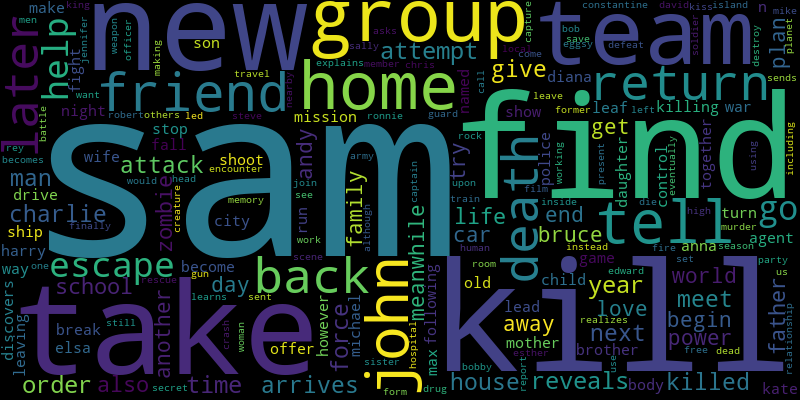 king
men
jennifer
weapon
officer
make
later
help
fight
want
battle
new
son
making
friend
travel
night
group
asks
sally
explains
member
chris
local
attempt
capture
call
come
bob
save
eggsy
defeat
give
diana
team
constantine
david
kiss
island
soldier
destroy
n
mike
planet
plan
sends
home
nearby
named
mission
ronnie
guard
robert
others
led
steve
show
leave
former
left
leaf
killing
war
return
rey
becomes
stop
fall
wife
attack
shoot
encounter
would
head
creature
zombie
man
drive
charlie
ship
finally
harry
way
one
discovers
leaving
sam
andy
run
army
captain
join
see
memory
city
work
family
although
try
rock
upon
train
life
car
human
death
film
find
police
working
inside
end
bruce
instead
get
daughter
present
control
eventually
together
including
using
tell
die
high
turn
murder
anna
season
agent
go
fire
escape
school
become
day
gun
scene
rescue
learns
sent
back
meanwhile
following
john
hospital
max
room
old
lead
away
mother
esther
game
child
edward
year
love
next
brother
realizes
set
world
meet
begin
power
free
dead
party
us
father
relationship
take
break
elsa
still
another
crash
woman
offer
however
force
michael
sister
bobby
report
use
kill
order
also
secret
time
arrives
form
drug
house
reveals
body
killed
kate